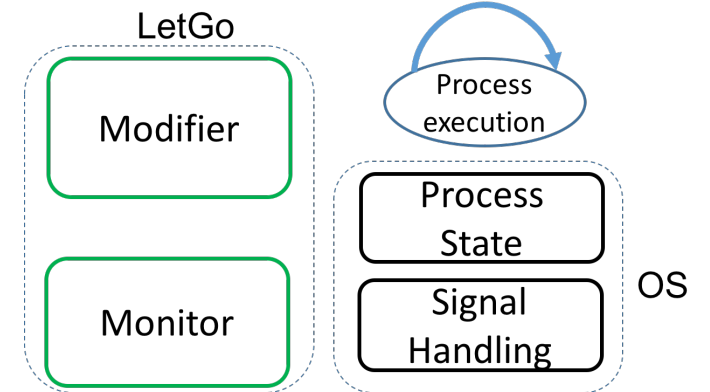 LetGo
Modifier
Monitor
Process
execution
Process
State
Signal
Handling
OS